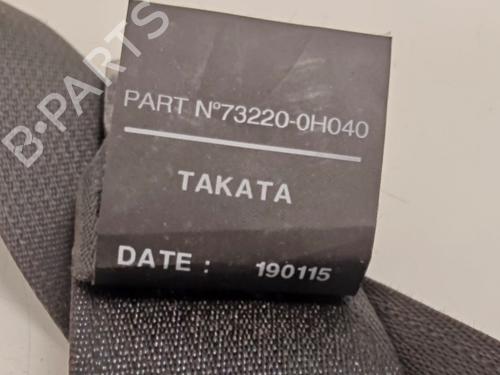 PART N°73220-0H040
TAKATA
DATE : 190115
B-PARTS